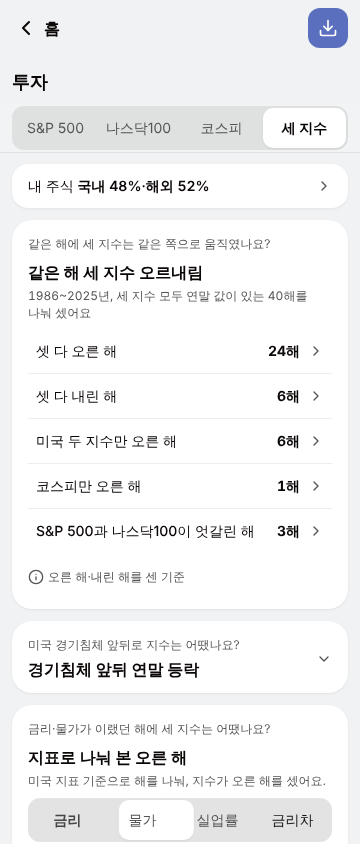 홈
투자
S&P 500 나스닥100 코스피 세 지수
내 주식 국내 48%·해외 52%
같은 해에 세 지수는 같은 쪽으로 움직였나요?
같은 해 세 지수 오르내림
1986~2025년, 세 지수 모두 연말 값이 있는 40해를
나눠 셌어요
셋 다 오른 해 24해
셋 다 내린 해 6해
미국 두 지수만 오른 해 6해
코스피만 오른 해 1해
S&P 500과 나스닥100이 엇갈린 해 3해
오른 해·내린 해를 센 기준
미국 경기침체 앞뒤로 지수는 어땠나요?
경기침체 앞뒤 연말 등락
금리·물가가 이랬던 해에 세 지수는 어땠나요?
지표로 나눠 본 오른 해
미국 지표 기준으로 해를 나눠, 지수가 오른 해를 셌어요.
금리 물가 실업률 금리차